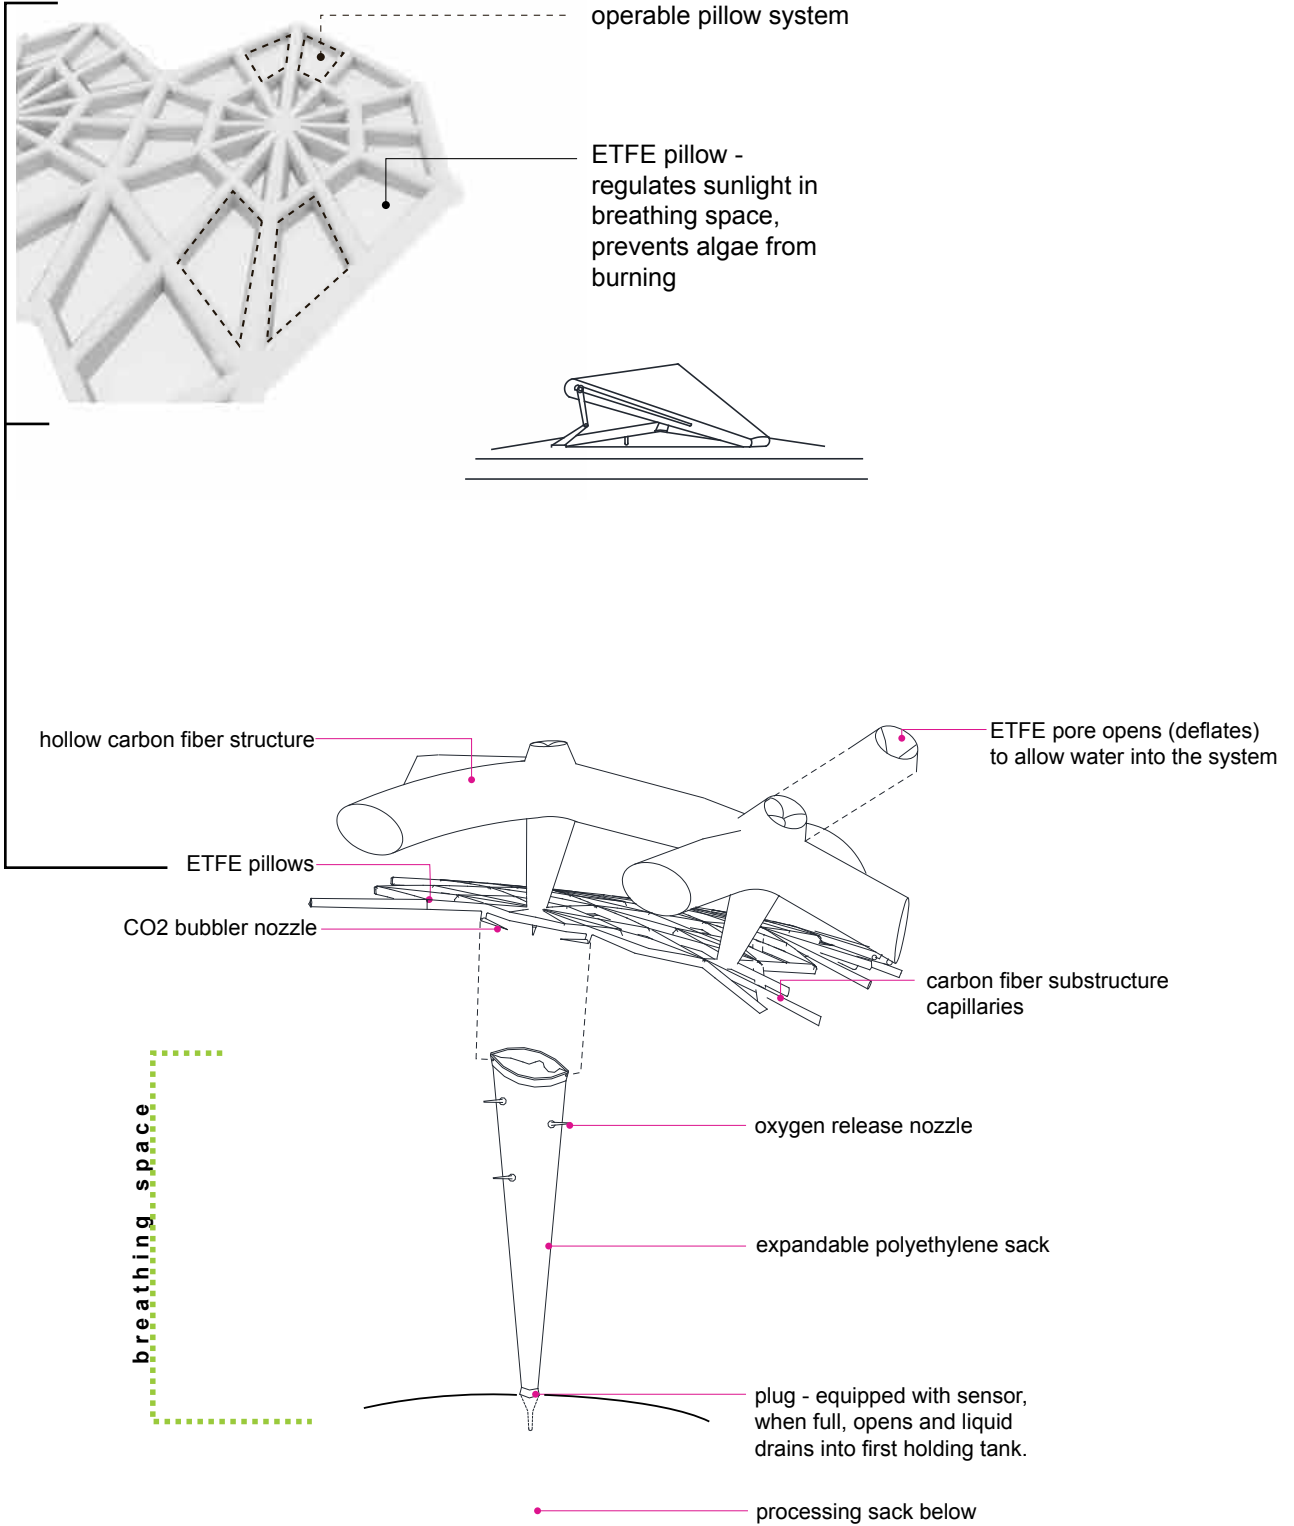 operable pillow system
ETFE pillow -
regulates sunlight in
breathing space,
prevents algae from
burning
hollow carbon fiber structure
ETFE pore opens (deflates)
to allow water into the system
ETFE pillows
CO2 bubbler nozzle
carbon fiber substructure
capillaries
breathing space
oxygen release nozzle
expandable polyethylene sack
plug - equipped with sensor,
when full, opens and liquid
drains into first holding tank.
processing sack below